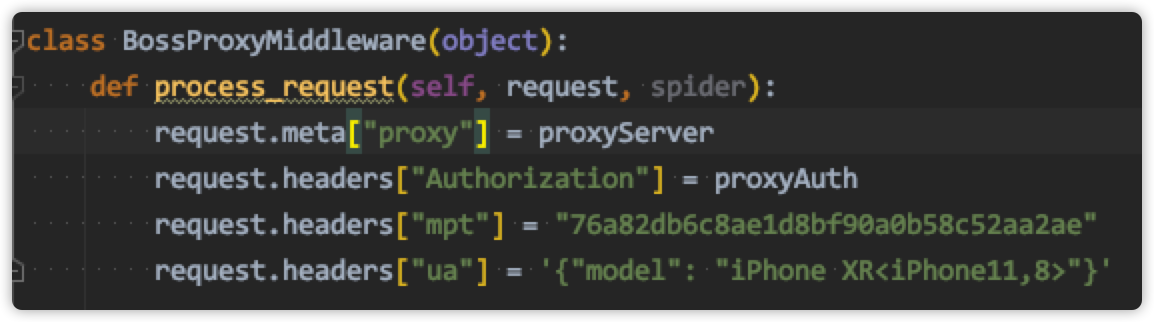 class BossProxyMiddleware(object):
def process_request(self, request, spider):
request.meta["proxy"] = proxyServer
request.headers["Authorization"] = proxyAuth
request.headers["mpt"] = "76a82db6c8ae1d8bf90a0b58c52aa2ae"
request.headers["ua"] = '{"model": "iPhone XR<iPhone11,8>"}'